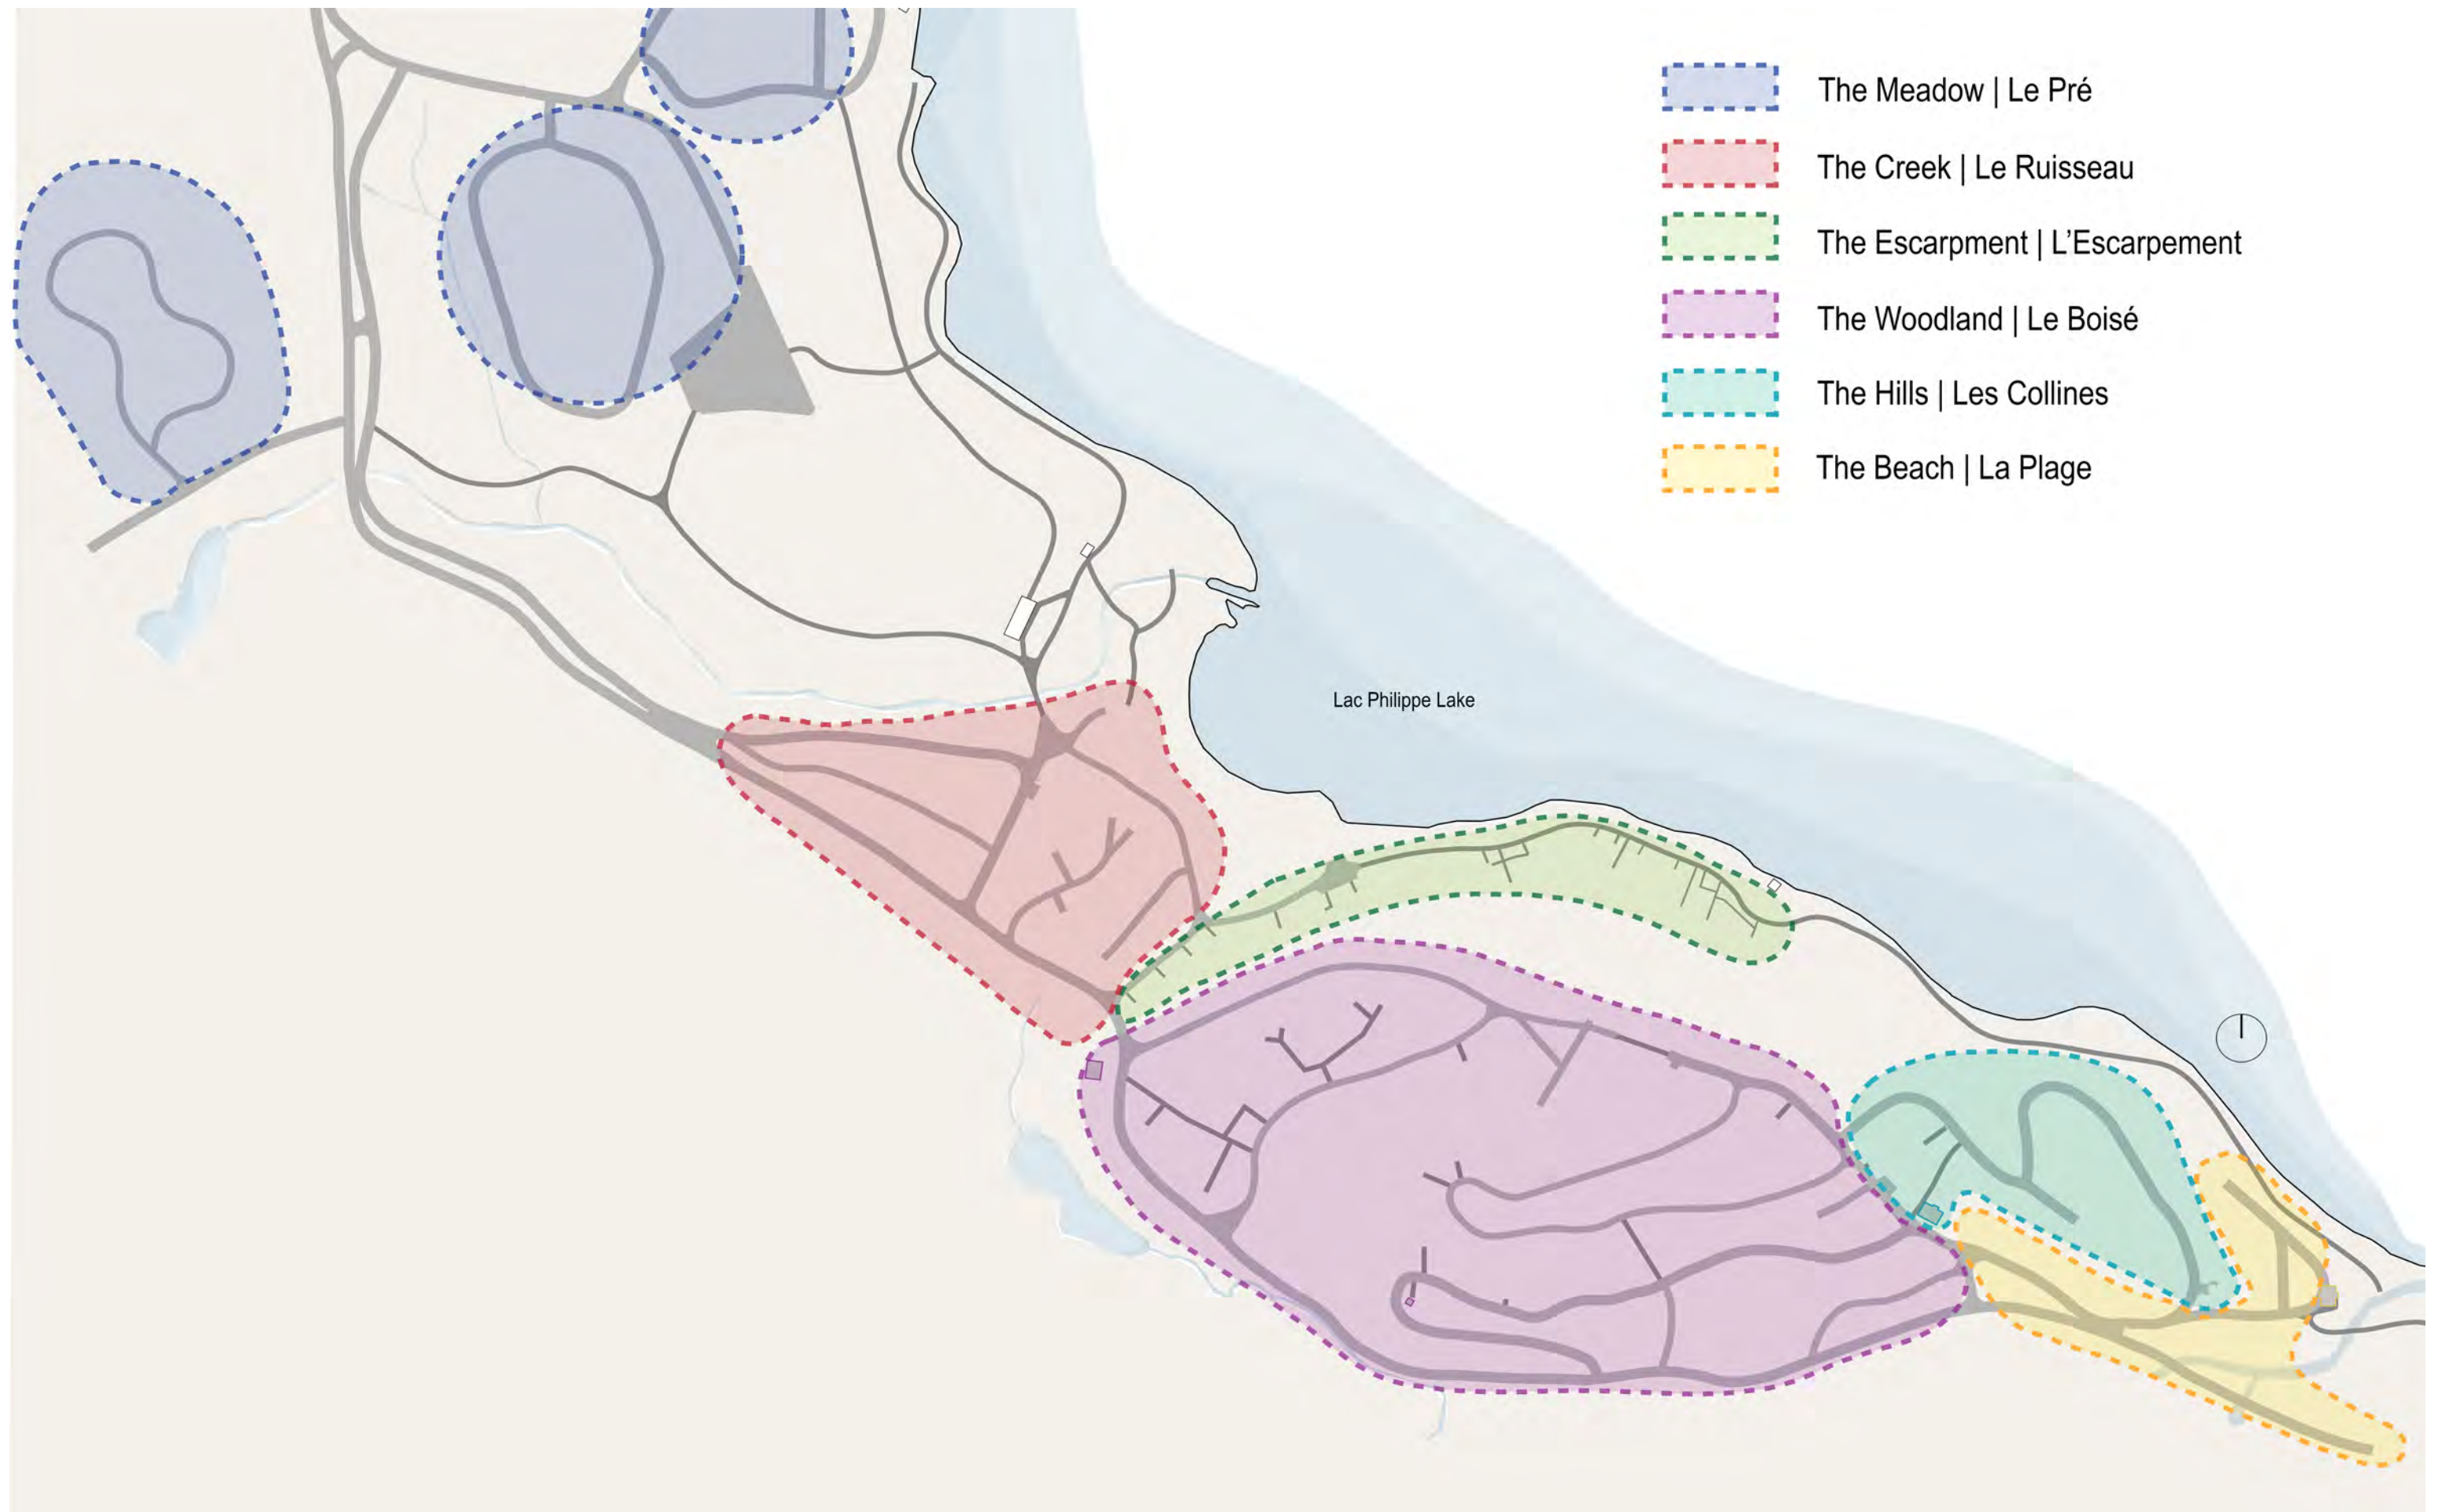 The Meadow | Le Pré
The Creek | Le Ruisseau
The Escarpment | L’Escarpement
The Woodland | Le Boisé
The Hills | Les Collines
The Beach | La Plage
Lac Philippe Lake